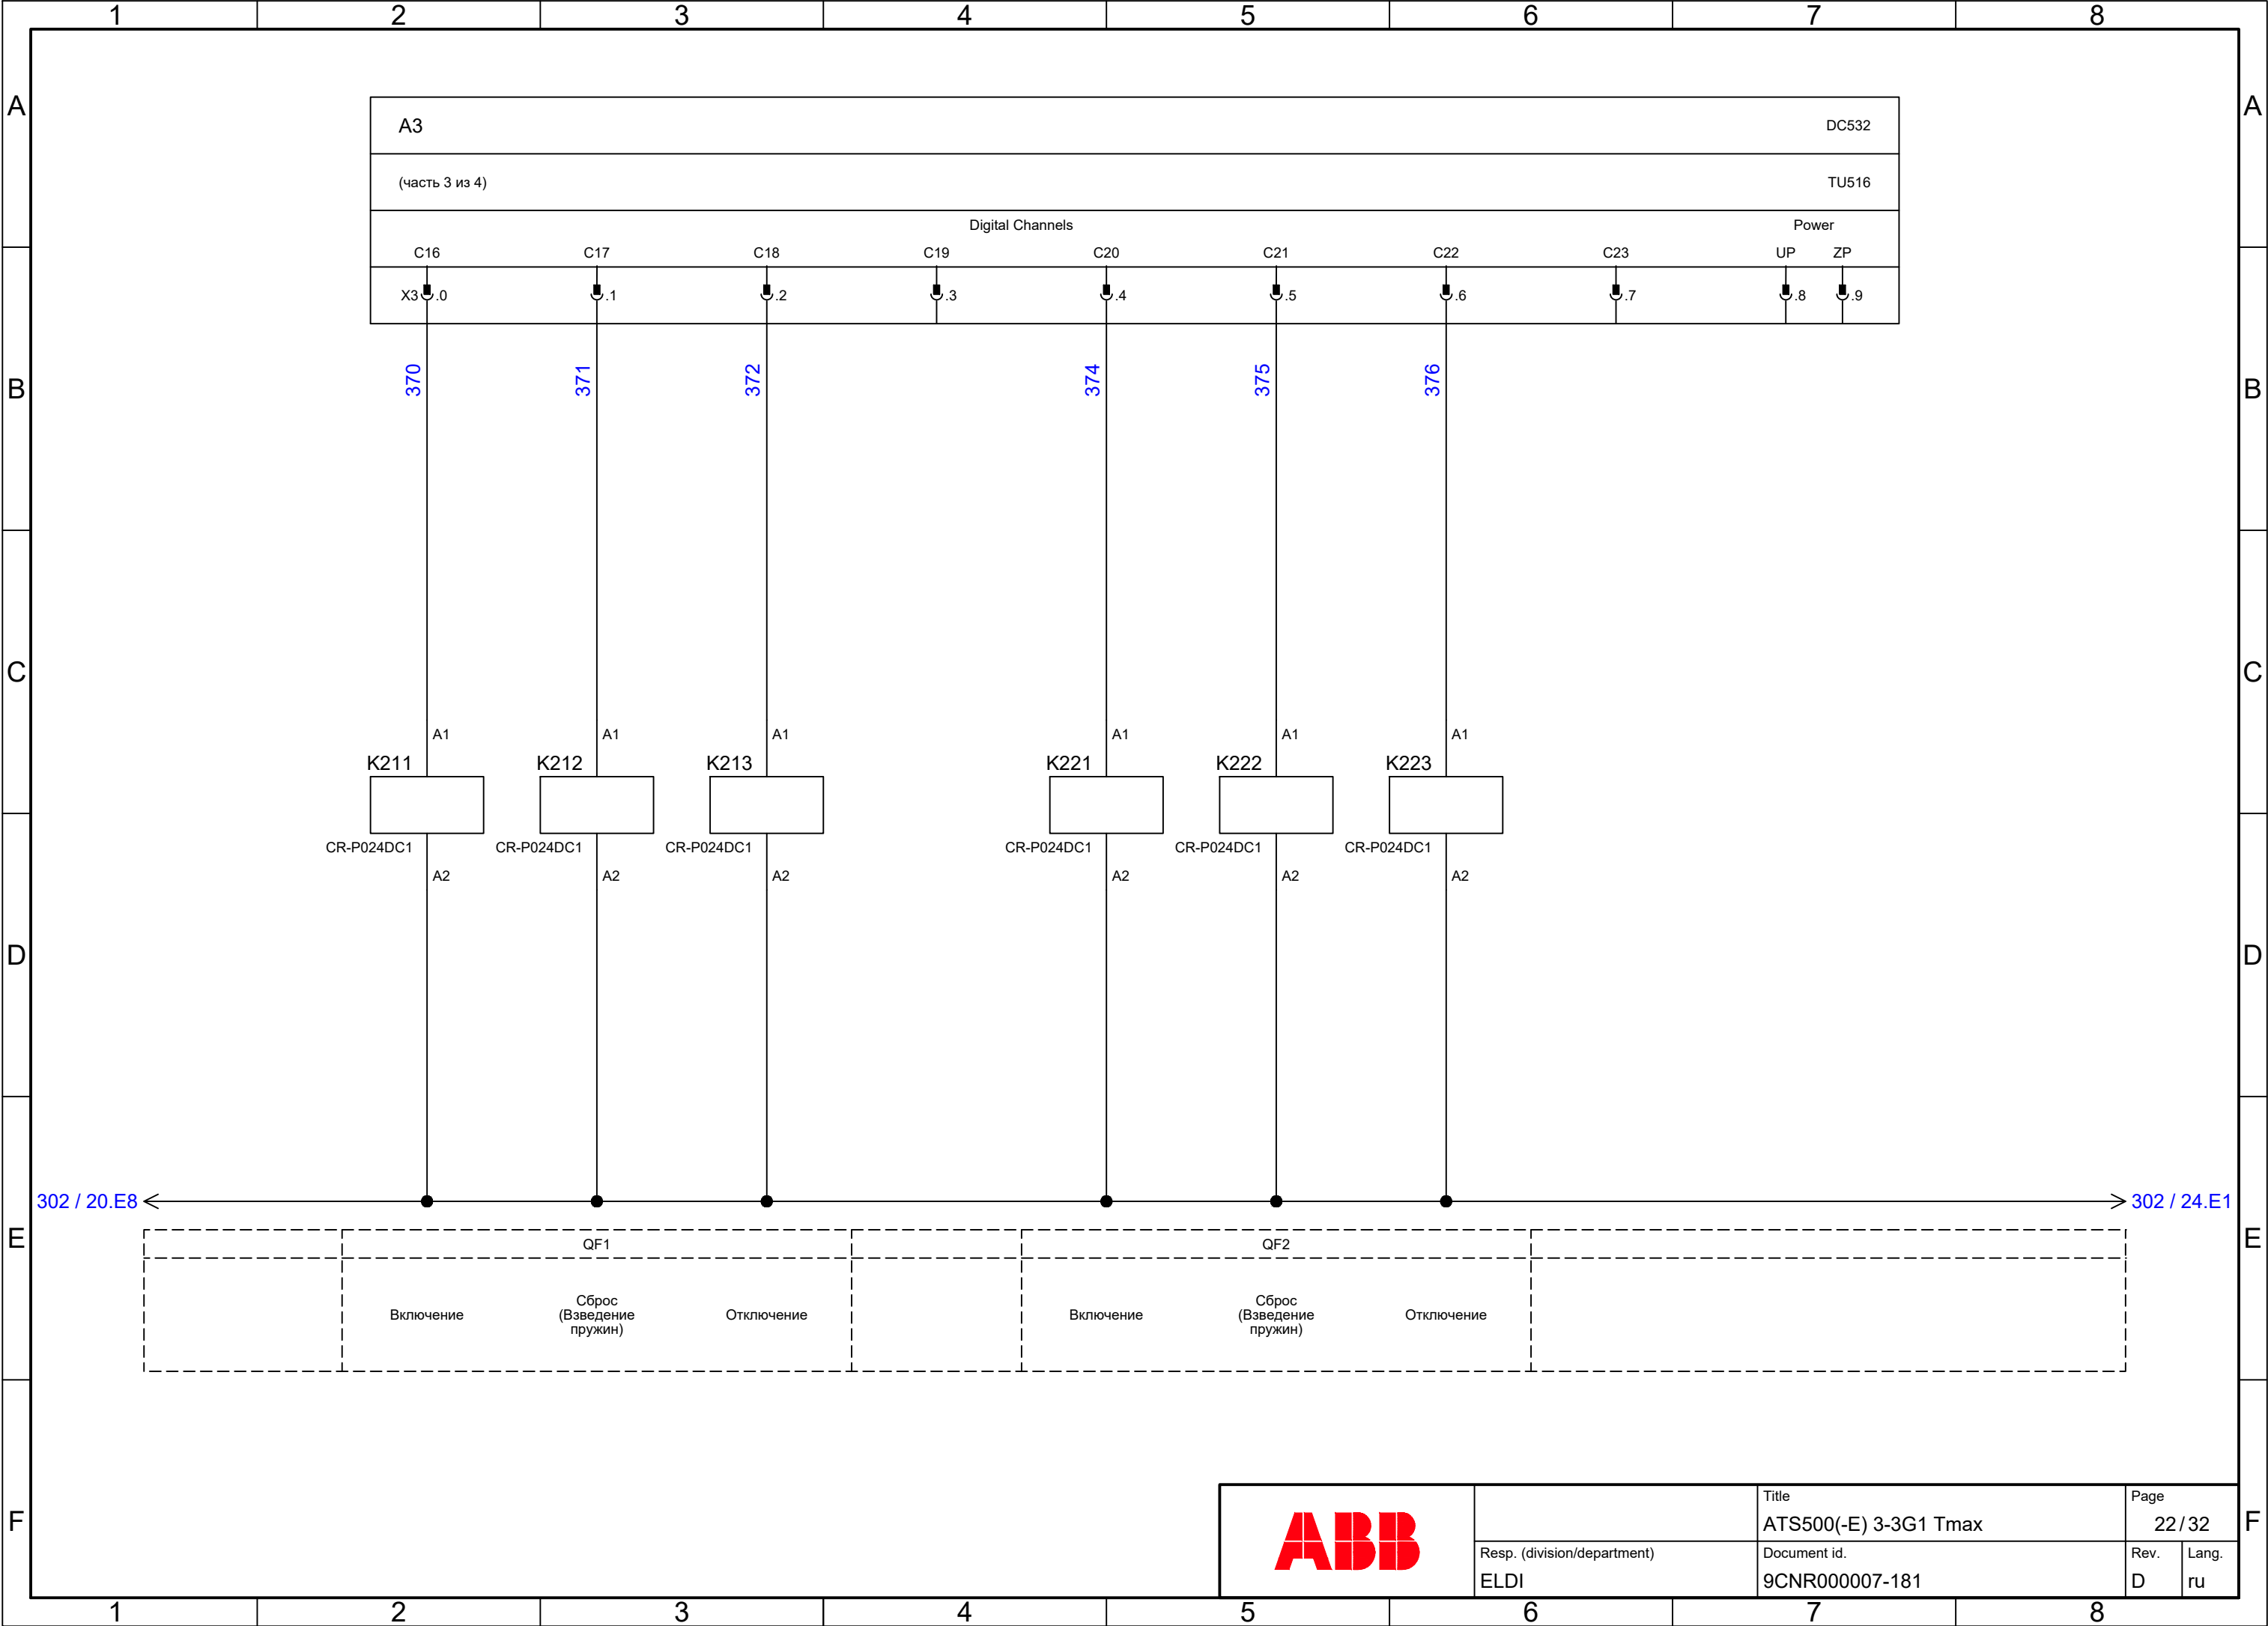 1 2 3 4 5 6 7 8
A A
A3 DC532
(часть 3 из 4) TU516
Digital Channels Power
C16 C17 C18 C19 C20 C21 C22 C23 UP ZP
X3 .0 .1 .2 .3 .4 .5 .6 .7 .8 .9
370 371 372 374 375 376
B B
C C
A1 A1 A1 A1 A1 A1
K211 K212 K213 K221 K222 K223
CR-P024DC1 CR-P024DC1 CR-P024DC1 CR-P024DC1 CR-P024DC1 CR-P024DC1
A2 A2 A2 A2 A2 A2
D D
302 / 20.E8 302 / 24.E1
E E
QF1 QF2
Включение
Сброс
(Взведение
пружин)
Отключение
Включение
Сброс
(Взведение
пружин)
Отключение
F F
ABB
Title
ATS500(-E) 3-3G1 Tmax
Page
22/32
Resp. (division/department)
ELDI
Document id.
9CNR000007-181
Rev.
D
Lang.
ru
1 2 3 4 5 6 7 8